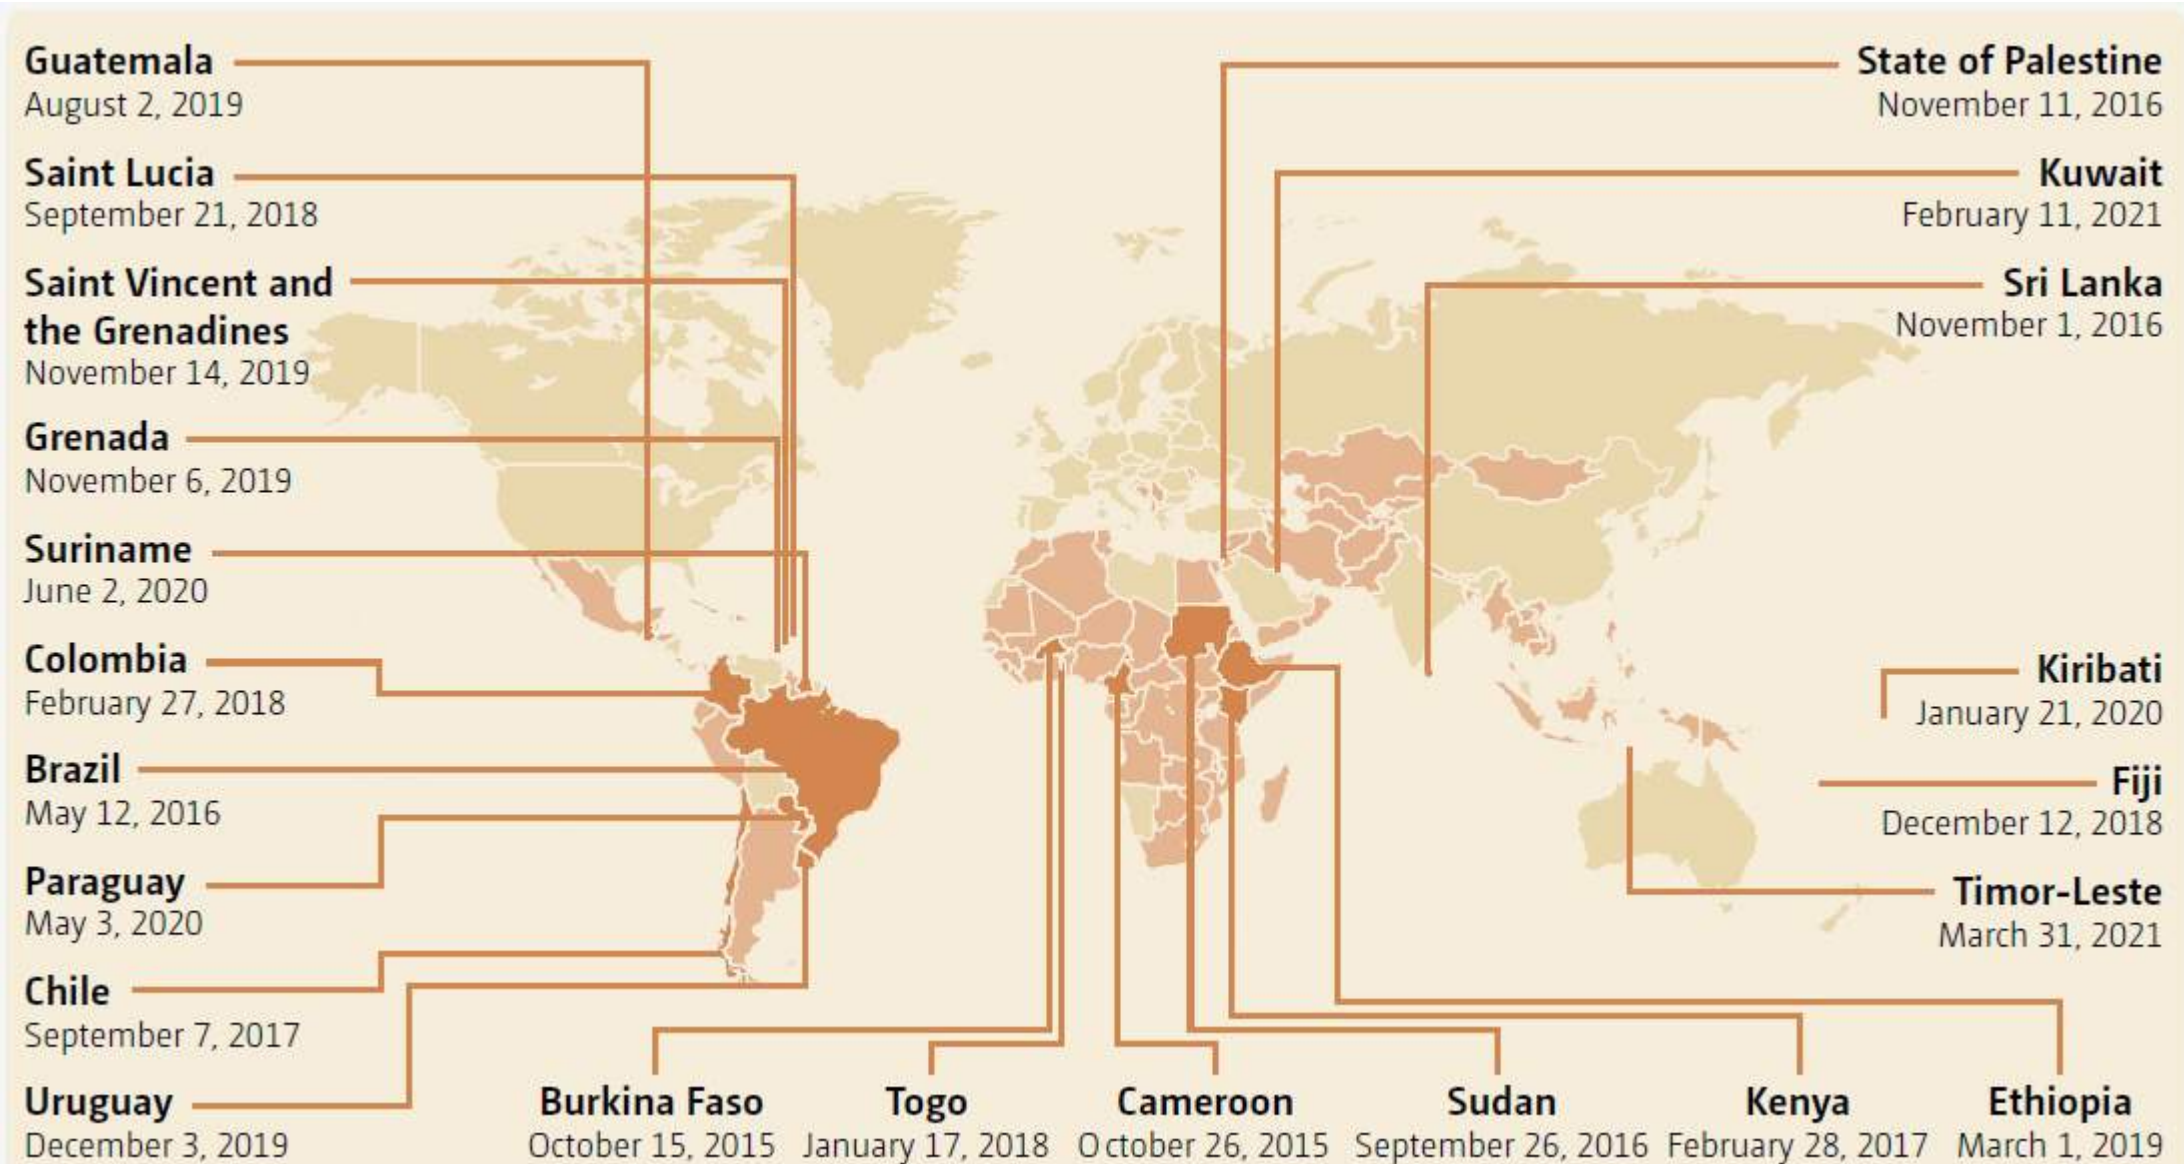 Guatemala
August 2, 2019
Saint Lucia
September 21, 2018
Saint Vincent and
the Grenadines
November 14, 2019
Grenada
November 6, 2019
Suriname
June 2, 2020
Colombia
February 27, 2018
Brazil
May 12, 2016
Paraguay
May 3, 2020
Chile
September 7, 2017
Uruguay
December 3, 2019
Burkina Faso
October 15, 2015
Togo
January 17, 2018
Cameroon
October 26, 2015
Sudan
September 26, 2016
Kenya
February 28, 2017
Ethiopia
March 1, 2019
State of Palestine
November 11, 2016
Kuwait
February 11, 2021
Sri Lanka
November 1, 2016
Kiribati
January 21, 2020
Fiji
December 12, 2018
Timor-Leste
March 31, 2021